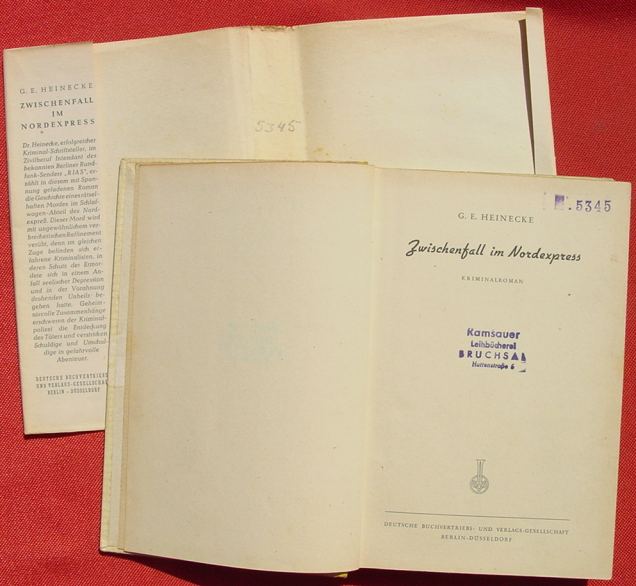 G. E. HEINECKE
ZWISCHENFALL
IM
NORDEXPRESS
Dr. Heinecke, erfolgreicher
Kriminal-Schriftsteller, im
Zivilberuf Intendant des
bekannten Berliner Rund-
funk-Senders „RIAS", er-
zählt in diesem mit Span-
nung geladenen Roman
die Geschichte eines rätsel-
haften Mordes im Schlaf-
wagen-Abteil des Nord-
expreß. Dieser Mord wird
mit ungewöhnlichem ver-
brecherischen Raffinement
verübt, denn im gleichen
Zuge befinden sich er-
fahrene Kriminalisten, in
deren Schutz der Ermor-
dete sich in einem An-
fall seelischer Depression
und in der Vorahnung
drohenden Unheils be-
geben hatte. Geheim-
nisvolle Zusammenhänge
erschweren der Kriminal-
polizei die Entdeckung
des Täters und verstricken
Schuldige und Unschul-
dige in gefahrvolle
Abenteuer.
DEUTSCHE BUCHVERTRIEBS-
UND VERLAGS-GESELLSCHAFT
BERLIN - DÜSSELDORF
5345
5345
G. E. HEINECKE
Zwischenfall im Nordexpress
KRIMINALROMAN
Kamsauer
Leihbücherei
BRUCHSAL
Huttenstraße 6
DEUTSCHE BUCHVERTRIEBS- UND VERLAGS-GESELLSCHAFT
BERLIN-DÜSSELDORF